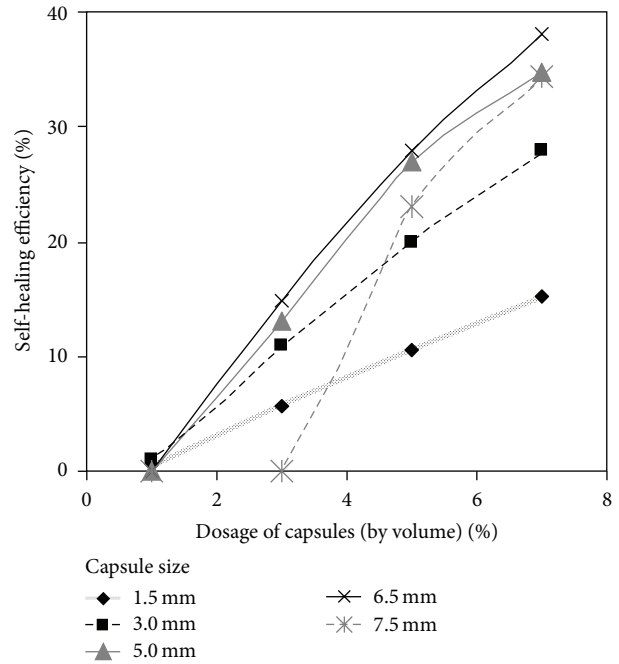 40
30
20
10
0
Self-healing efficiency (%)
0 2 4 6 8
Dosage of capsules (by volume) (%)
Capsule size
1.5 mm
3.0 mm
5.0 mm
6.5 mm
7.5 mm